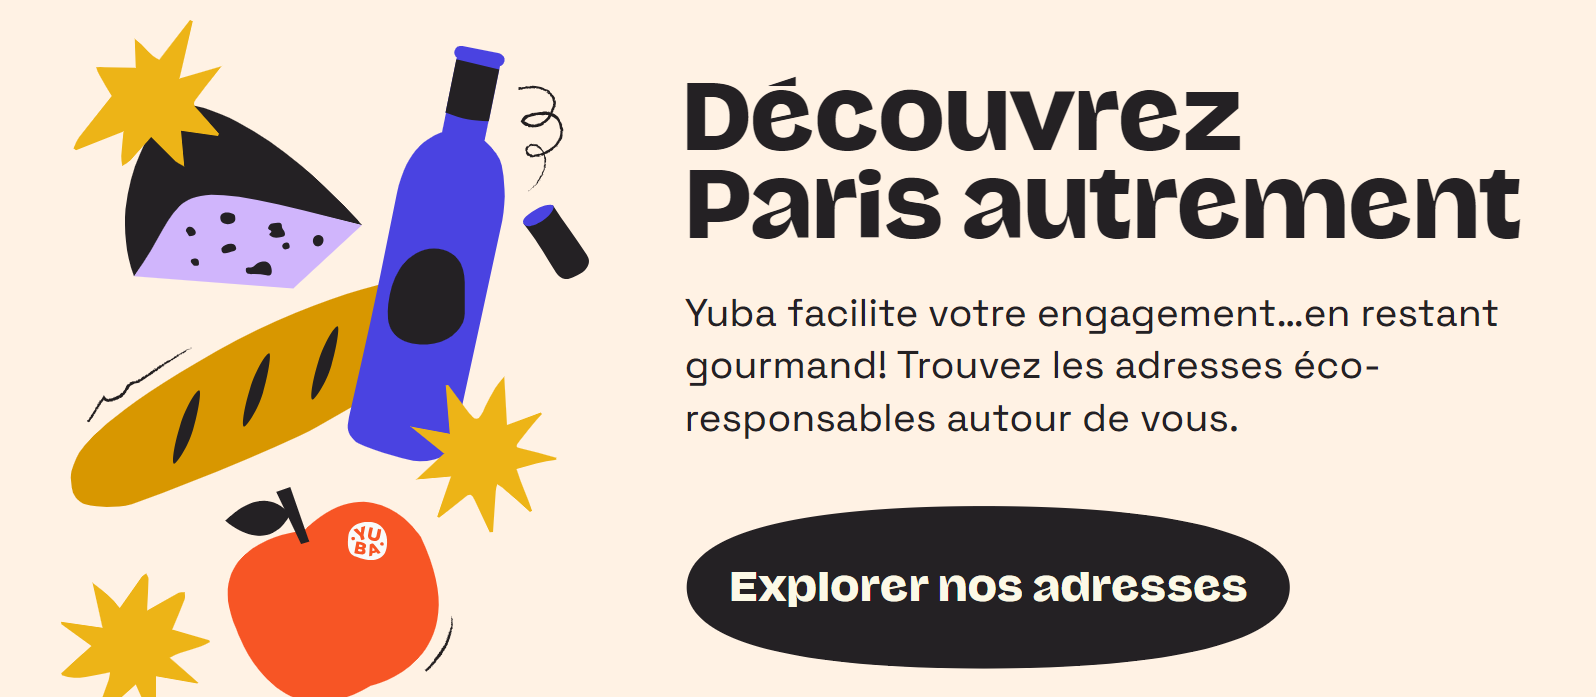 Découvrez
Paris autrement
Yuba facilite votre engagement...en restant
gourmand! Trouvez les adresses éco-
responsables autour de vous.
YU
BA
Explorer nos adresses